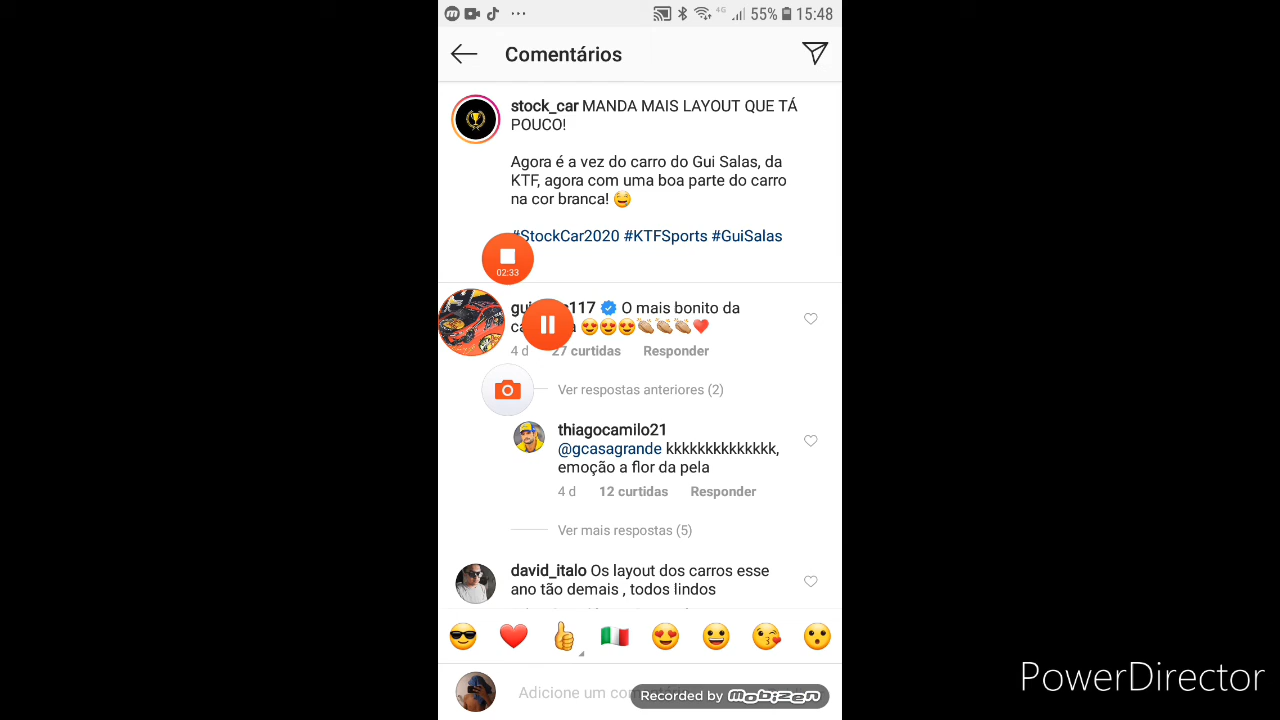 4G 55% 15:48
Comentários
stock_car MANDA MAIS LAYOUT QUE TÁ
POUCO!
Agora é a vez do carro do Gui Salas, da
KTF, agora com uma boa parte do carro
na cor branca! 🤤
#StockCar2020 #KTFSports #GuiSalas
02:33
O mais bonito da
😍😍😍👏🏽👏🏽👏🏽❤️
4 d 27 curtidas Responder
Ver respostas anteriores (2)
thiagocamilo21
@gcasagrande kkkkkkkkkkkkkk,
emoção a flor da pela
4 d 12 curtidas Responder
Ver mais respostas (5)
david_italo Os layout dos carros esse
ano tão demais , todos lindos
Adicione um
Recorded by mobizen
PowerDirector